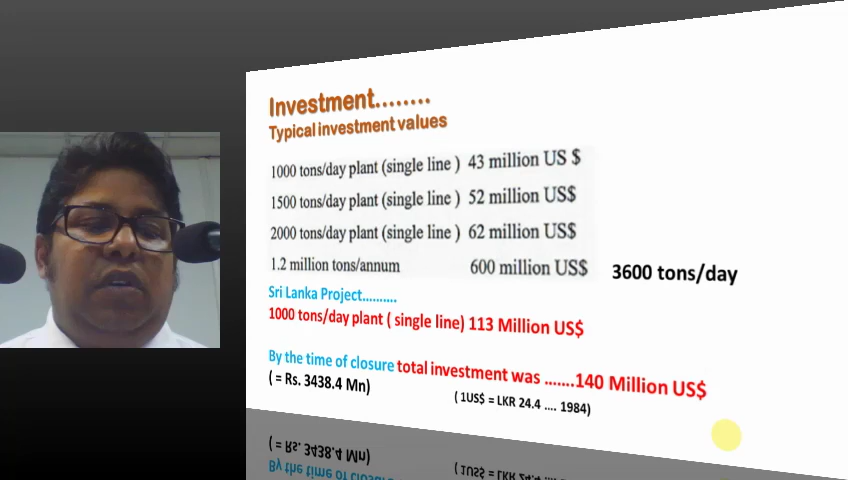 Investment........
Typical investment values
1000 tons/day plant (single line ) 43 million US $
1500 tons/day plant (single line ) 52 million US$
2000 tons/day plant (single line ) 62 million US$
1.2 million tons/annum 600 million US$ 3600 tons/day
Sri Lanka Project..........
1000 tons/day plant ( single line) 113 Million US$
By the time of closure total investment was .......140 Million US$
( = Rs. 3438.4 Mn) ( 1US$ = LKR 24.4 .... 1984)